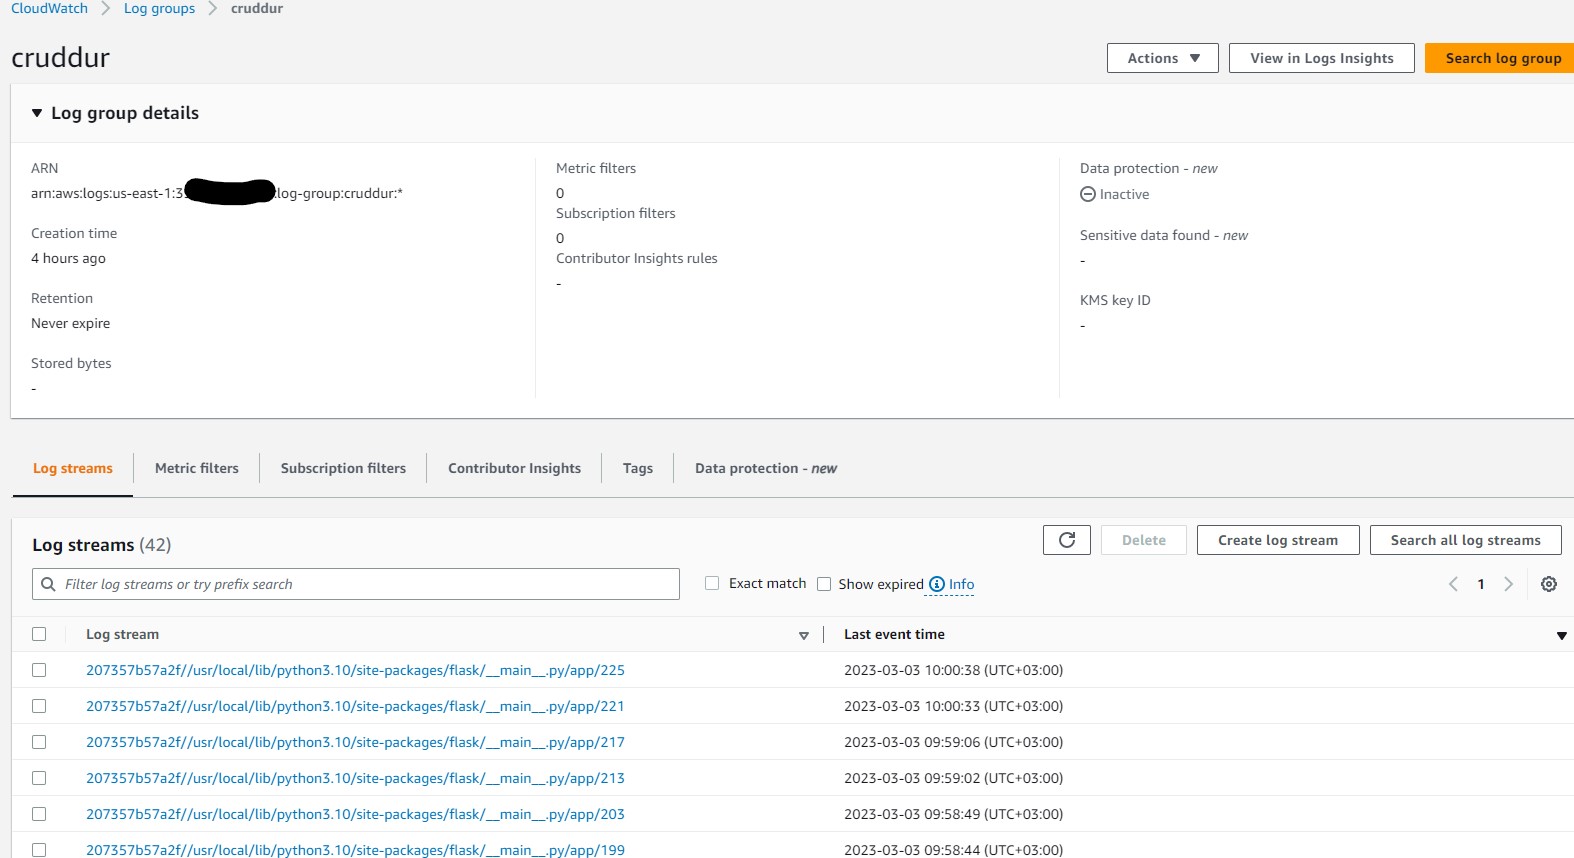 CloudWatch > Log groups > cruddur
cruddur
Actions ▼ View in Logs Insights Search log group
▼ Log group details
ARN
arn:aws:logs:us-east-1:3 log-group:cruddur:*
Creation time
4 hours ago
Retention
Never expire
Stored bytes
-
Metric filters
0
Subscription filters
0
Contributor Insights rules
-
Data protection - new
Inactive
Sensitive data found - new
-
KMS key ID
-
Log streams Metric filters Subscription filters Contributor Insights Tags Data protection - new
Log streams (42)
Delete Create log stream Search all log streams
Filter log streams or try prefix search Exact match Show expired Info 1
Log stream Last event time
207357b57a2f//usr/local/lib/python3.10/site-packages/flask/__main__.py/app/225 2023-03-03 10:00:38 (UTC+03:00)
207357b57a2f//usr/local/lib/python3.10/site-packages/flask/__main__.py/app/221 2023-03-03 10:00:33 (UTC+03:00)
207357b57a2f//usr/local/lib/python3.10/site-packages/flask/__main__.py/app/217 2023-03-03 09:59:06 (UTC+03:00)
207357b57a2f//usr/local/lib/python3.10/site-packages/flask/__main__.py/app/213 2023-03-03 09:59:02 (UTC+03:00)
207357b57a2f//usr/local/lib/python3.10/site-packages/flask/__main__.py/app/203 2023-03-03 09:58:49 (UTC+03:00)
207357b57a2f//usr/local/lib/python3.10/site-packages/flask/__main__.py/app/199 2023-03-03 09:58:44 (UTC+03:00)